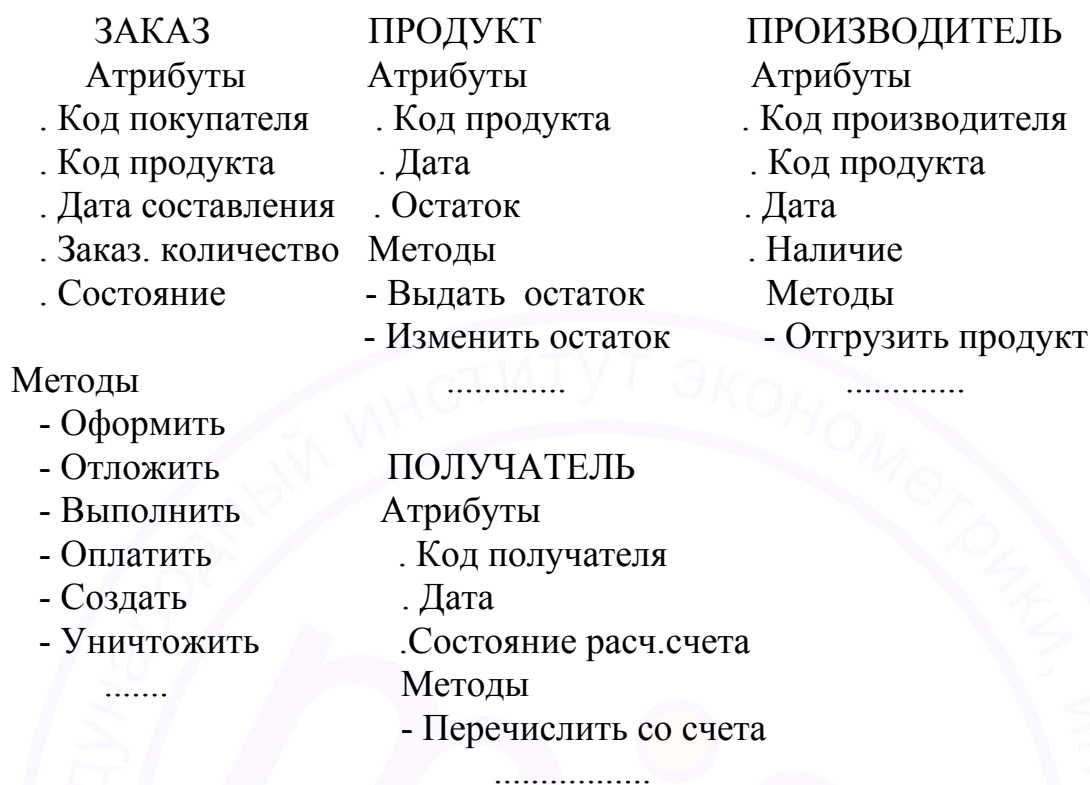 ЗАКАЗ ПРОДУКТ ПРОИЗВОДИТЕЛЬ
Атрибуты Атрибуты Атрибуты
. Код покупателя . Код продукта . Код производителя
. Код продукта . Дата . Код продукта
. Дата составления . Остаток . Дата
. Заказ. количество Методы . Наличие
. Состояние - Выдать остаток Методы
- Изменить остаток - Отгрузить продукт
Методы ............. .............
- Оформить
- Отложить ПОЛУЧАТЕЛЬ
- Выполнить Атрибуты
- Оплатить . Код получателя
- Создать . Дата
- Уничтожить .Состояние расч.счета
....... Методы
- Перечислить со счета
.................